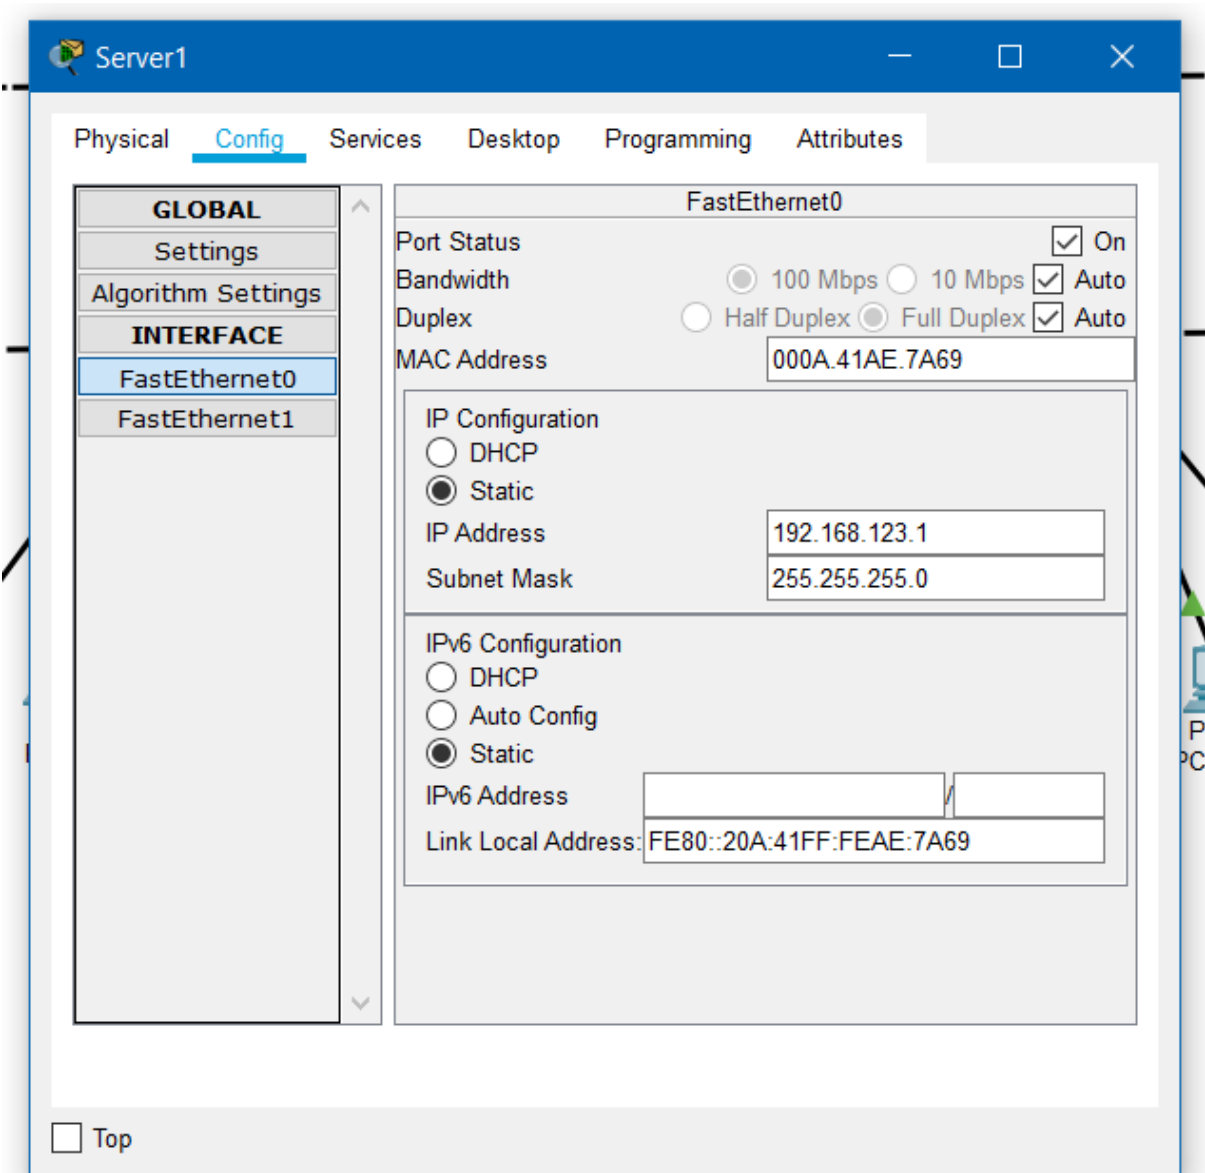 Server1
Physical Config Services Desktop Programming Attributes
GLOBAL
Settings
Algorithm Settings
INTERFACE
FastEthernet0
FastEthernet1
FastEthernet0
Port Status On
Bandwidth 100 Mbps 10 Mbps Auto
Duplex Half Duplex Full Duplex Auto
MAC Address 000A.41AE.7A69
IP Configuration
DHCP
Static
IP Address 192.168.123.1
Subnet Mask 255.255.255.0
IPv6 Configuration
DHCP
Auto Config
Static
IPv6 Address /
Link Local Address: FE80::20A:41FF:FEAE:7A69
Top
P
PC